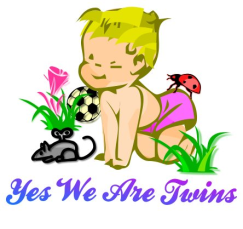 Yes We Are Twins